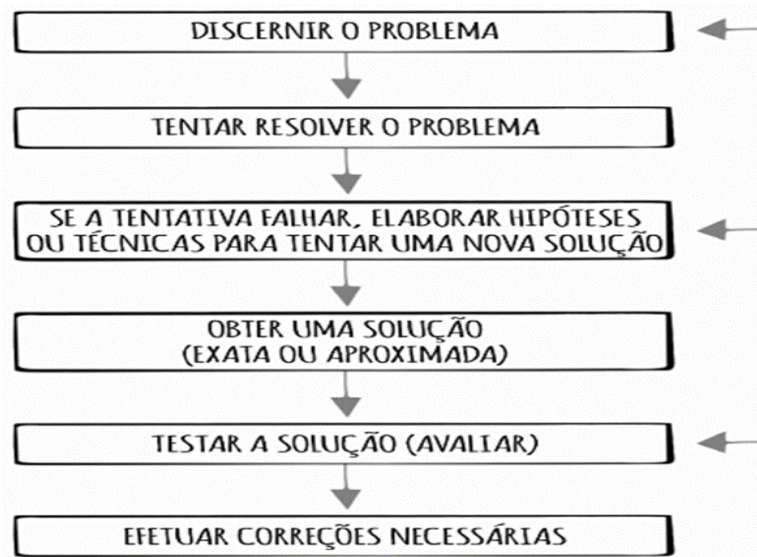 DISCERNIR O PROBLEMA
TENTAR RESOLVER O PROBLEMA
SE A TENTATIVA FALHAR, ELABORAR HIPÓTESES
OU TÉCNICAS PARA TENTAR UMA NOVA SOLUÇÃO
OBTER UMA SOLUÇÃO
(EXATA OU APROXIMADA)
TESTAR A SOLUÇÃO (AVALIAR)
EFETUAR CORREÇÕES NECESSÁRIAS